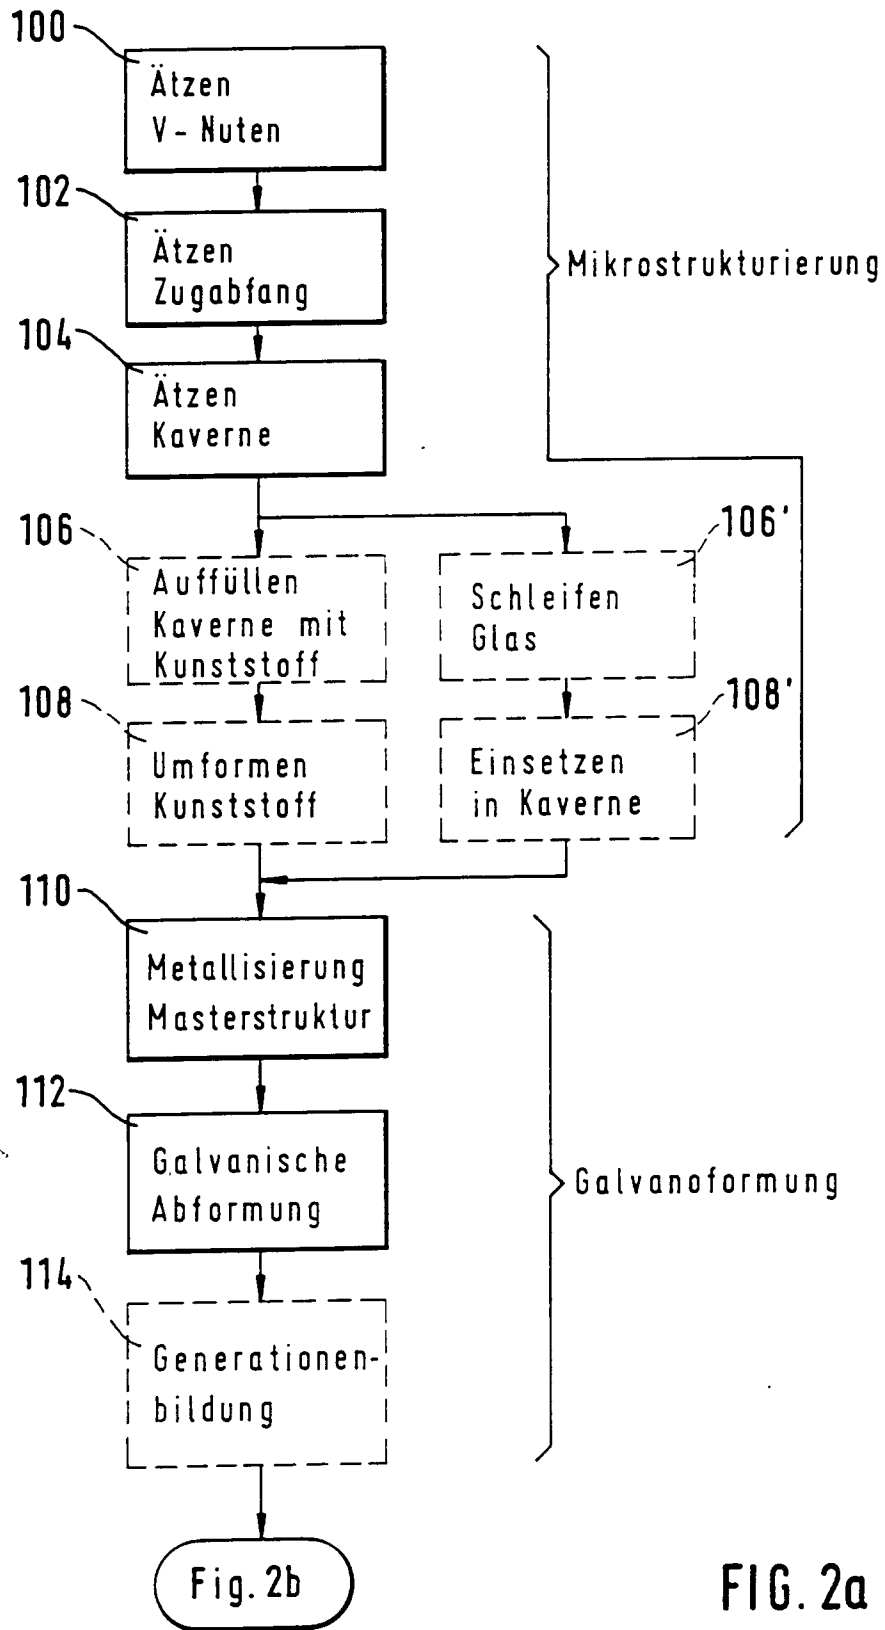 100
Ätzen
V-Nuten
102
Ätzen
Zugabfang
Mikrostrukturierung
104
Ätzen
Kaverne
106
Auffüllen
Kaverne mit
Kunststoff
106'
Schleifen
Glas
108
Umformen
Kunststoff
108'
Einsetzen
in Kaverne
110
Metallisierung
Masterstruktur
112
Galvanische
Abformung
Galvanoformung
114
Generationen-
bildung
Fig. 2b
FIG. 2a